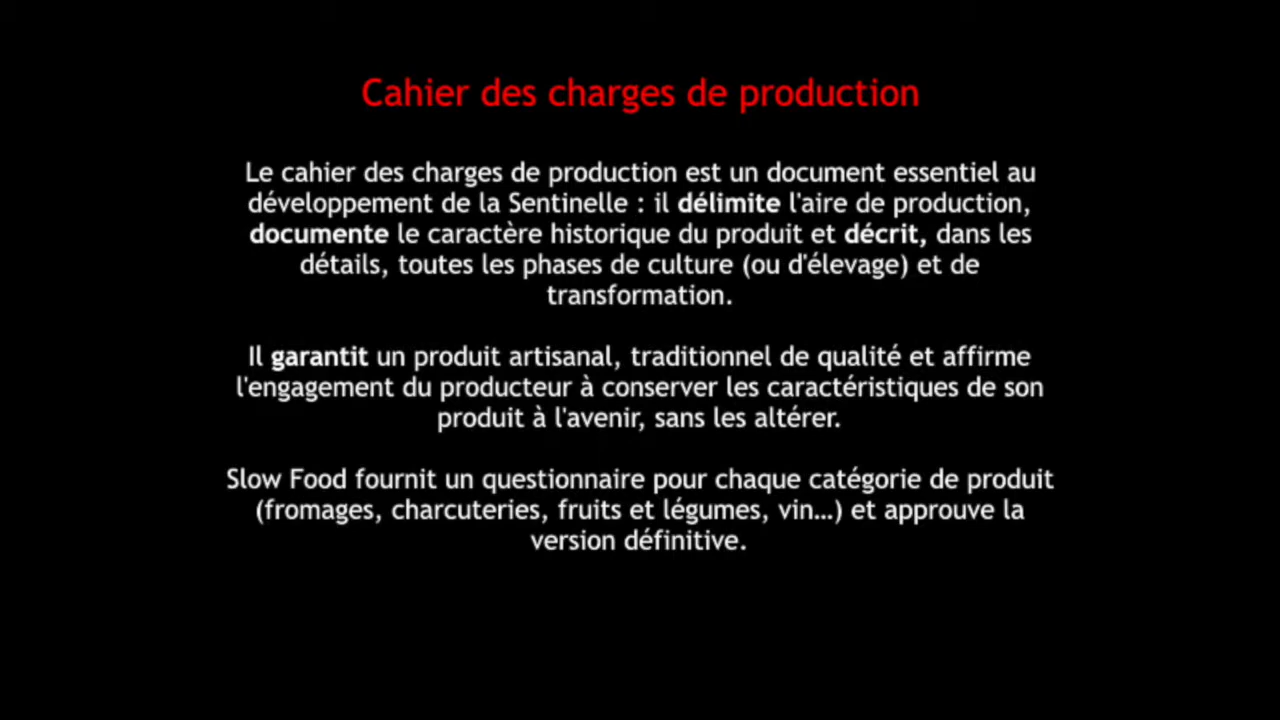 Cahier des charges de production
Le cahier des charges de production est un document essentiel au
développement de la Sentinelle : il délimite l'aire de production,
documente le caractère historique du produit et décrit, dans les
détails, toutes les phases de culture (ou d'élevage) et de
transformation.
Il garantit un produit artisanal, traditionnel de qualité et affirme
l'engagement du producteur à conserver les caractéristiques de son
produit à l'avenir, sans les altérer.
Slow Food fournit un questionnaire pour chaque catégorie de produit
(fromages, charcuteries, fruits et légumes, vin…) et approuve la
version définitive.